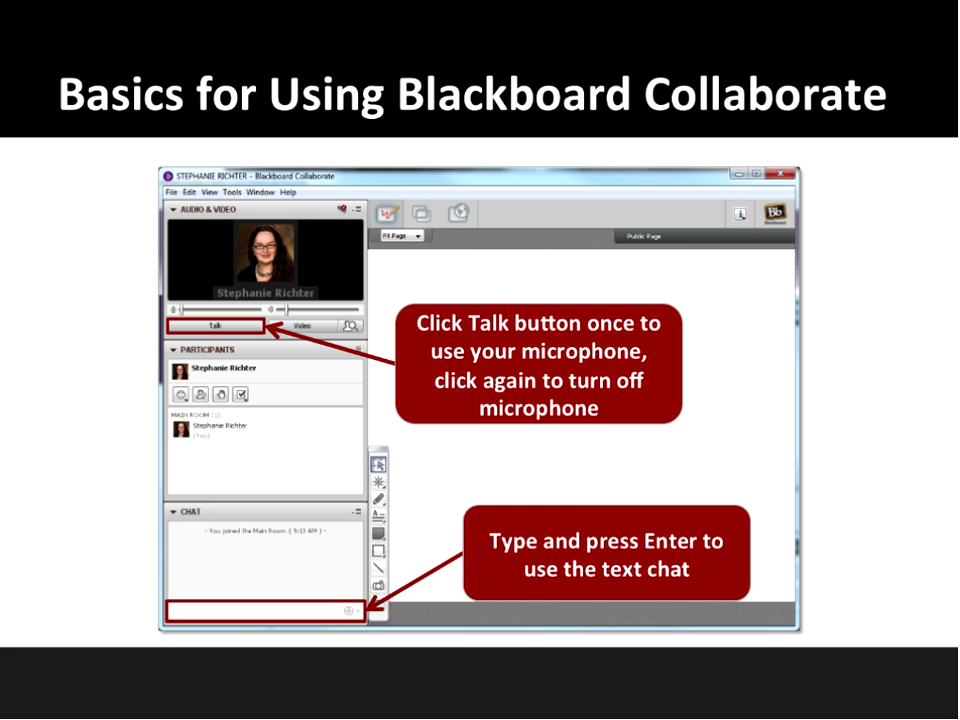 Basics for Using Blackboard Collaborate
STEPHANIE RICHTER – Blackboard Collaborate
File Edit View Tools Window Help
AUDIO & VIDEO
Bb
Fit Page
Public Page
Stephanie Richter
Talk
Video
Click Talk button once to
use your microphone,
click again to turn off
microphone
PARTICIPANTS
Stephanie Richter
MAIN ROOM (1)
Stephanie Richter
(You)
CHAT
- You joined the Main Room. ( 9:13 AM ) -
Type and press Enter to
use the text chat